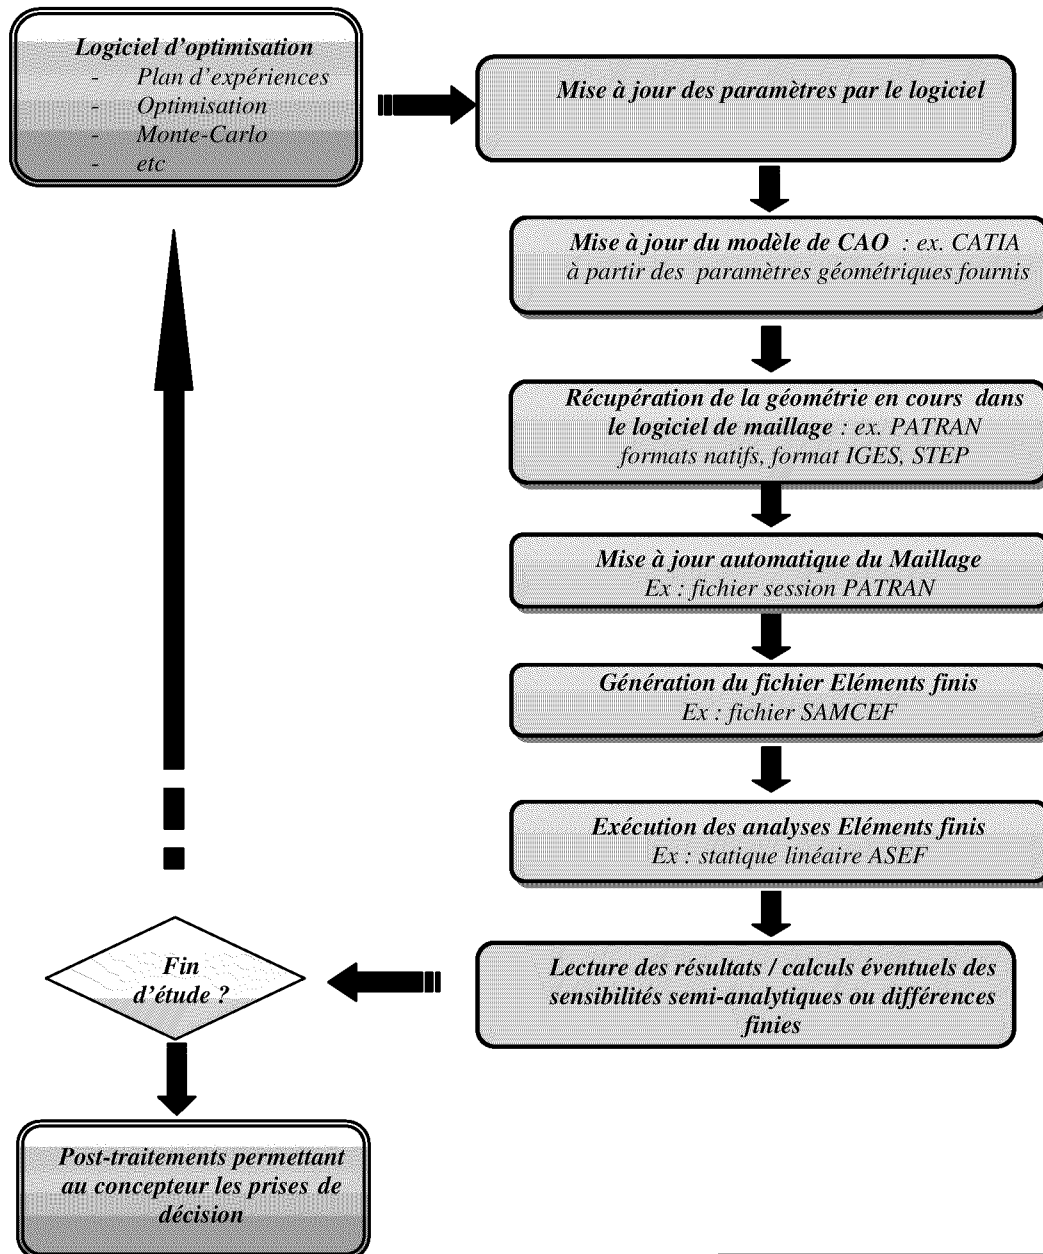 Logiciel d'optimisation
- Plan d'expériences
- Optimisation
- Monte-Carlo
- etc
Mise à jour des paramètres par le logiciel
Mise à jour du modèle de CAO : ex. CATIA
à partir des paramètres géométriques fournis
Récupération de la géométrie en cours dans
le logiciel de maillage : ex. PATRAN
formats natifs, format IGES, STEP
Mise à jour automatique du Maillage
Ex : fichier session PATRAN
Génération du fichier Eléments finis
Ex : fichier SAMCEF
Exécution des analyses Eléments finis
Ex : statique linéaire ASEF
Lecture des résultats / calculs éventuels des
sensibilités semi-analytiques ou différences
finies
Fin
d'étude ?
Post-traitements permettant
au concepteur les prises de
décision